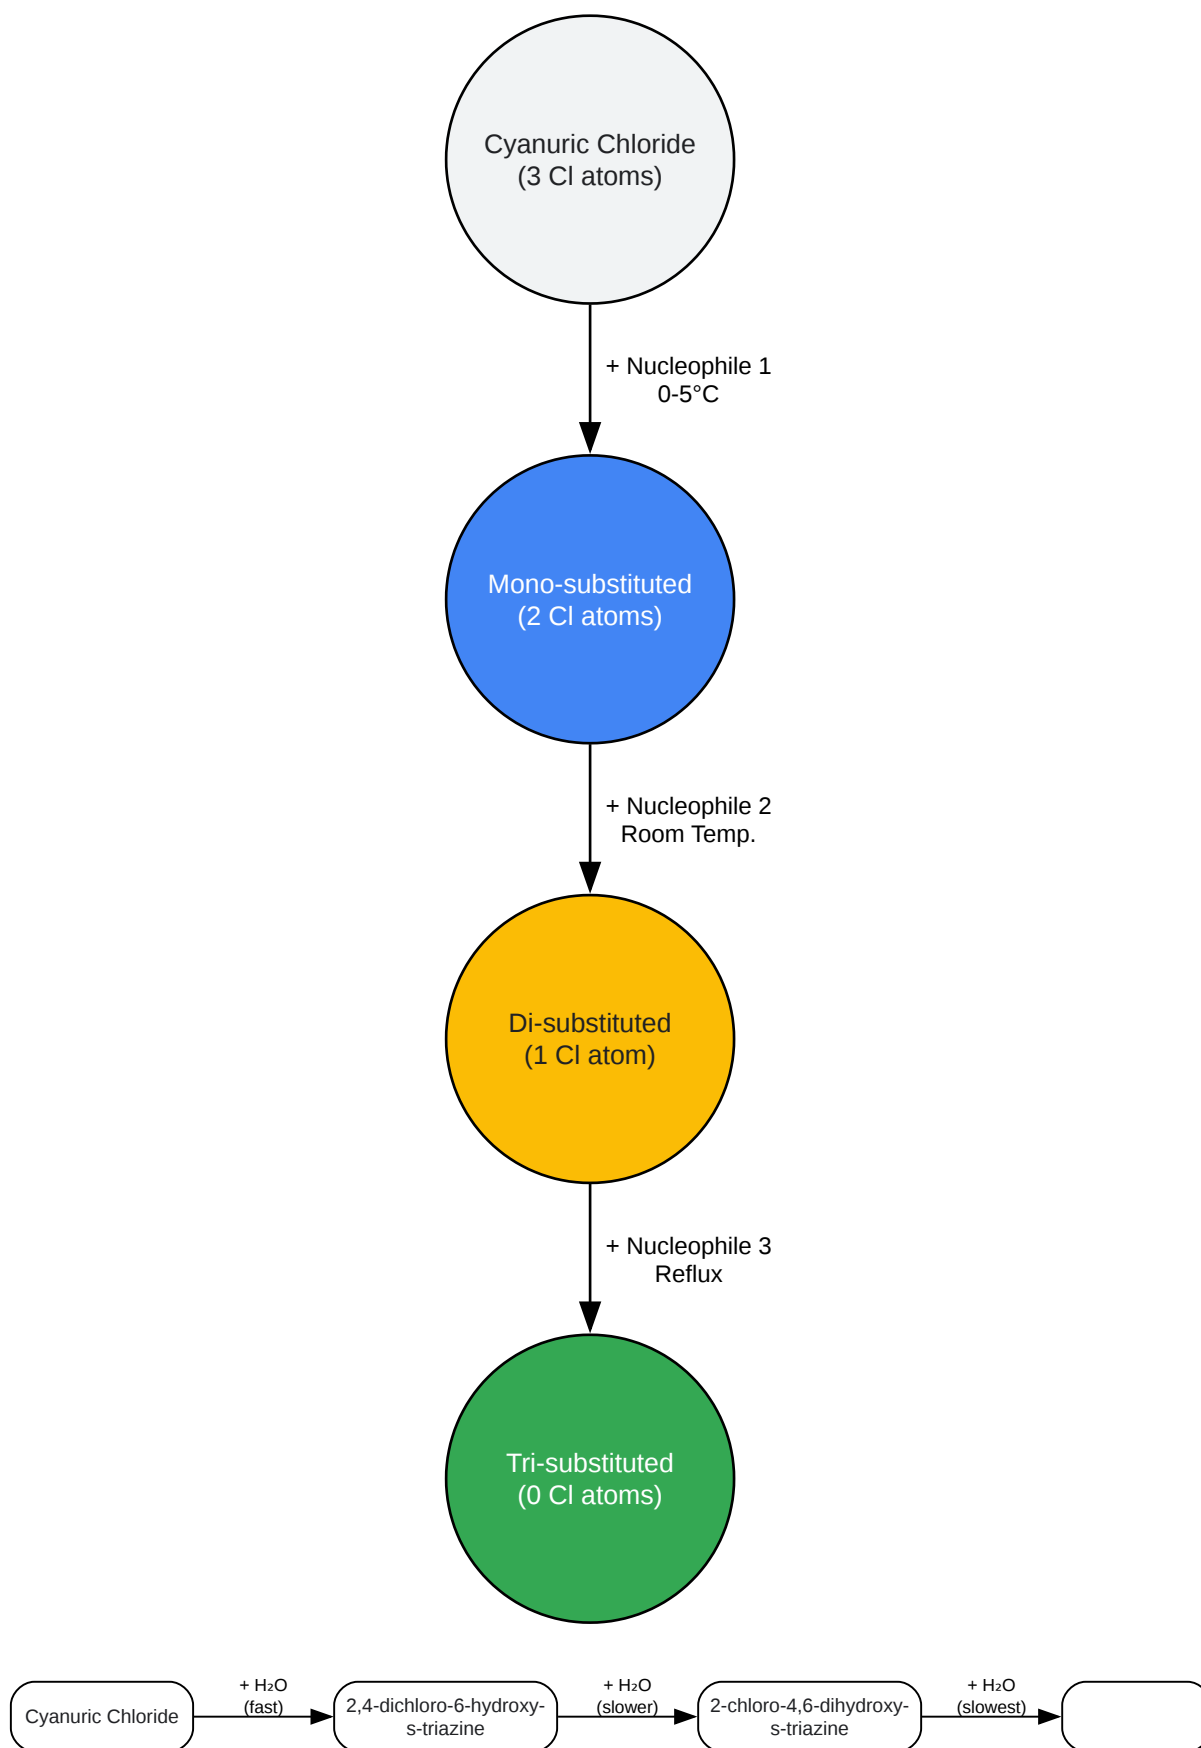 Cyanuric Chloride
(3 Cl atoms)
+ Nucleophile 1
0-5°C
Mono-substituted
(2 Cl atoms)
+ Nucleophile 2
Room Temp.
Di-substituted
(1 Cl atom)
+ Nucleophile 3
Reflux
Tri-substituted
(0 Cl atoms)
Cyanuric Chloride
+ H₂O
(fast)
2,4-dichloro-6-hydroxy-
s-triazine
+ H₂O
(slower)
2-chloro-4,6-dihydroxy-
s-triazine
+ H₂O
(slowest)